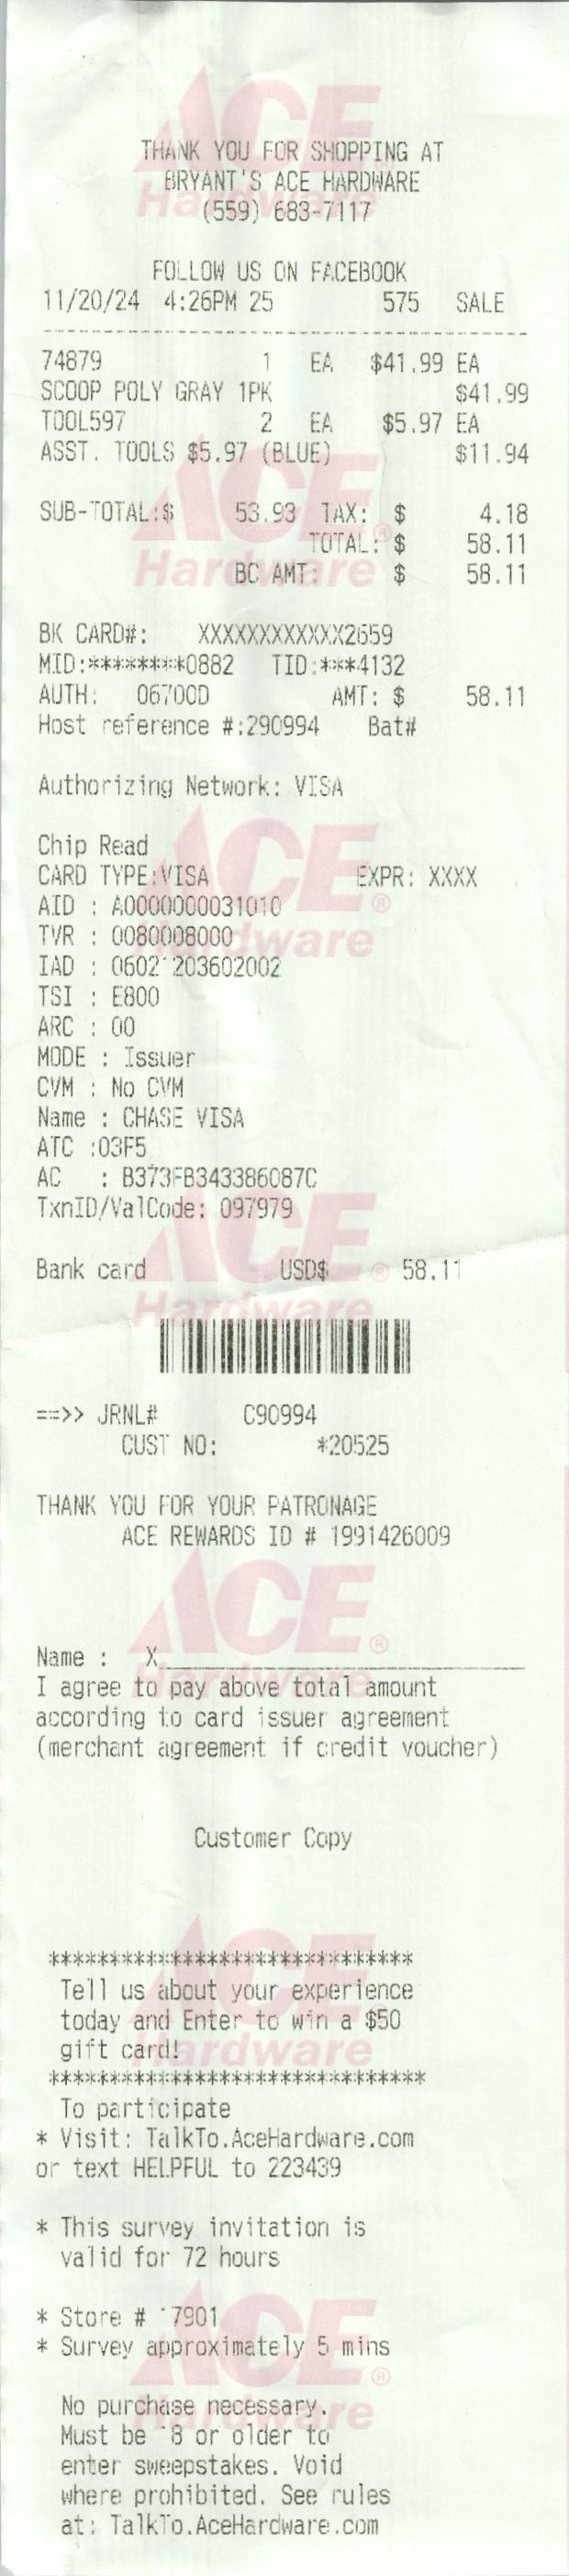 THANK YOU FOR SHOPPING AT
BRYANT'S ACE HARDWARE
(559) 683-7117
FOLLOW US ON FACEBOOK
11/20/24 4:26PM 25 575 SALE
74879 1 EA $41.99 EA
SCOOP POLY GRAY 1PK $41.99
TOOL597 2 EA $5.97 EA
ASST. TOOLS $5.97 (BLUE) $11.94
SUB-TOTAL:$ 53.93 TAX: $ 4.18
TOTAL: $ 58.11
BC AMT: $ 58.11
BK CARD#: XXXXXXXXXXXX2659
MID:********0882 TID:***4132
AUTH: 06700D AMT: $ 58.11
Host reference #:290994 Bat#
Authorizing Network: VISA
Chip Read
CARD TYPE:VISA EXPR: XXXX
AID : A0000000031010
TVR : 0080008000
IAD :
TSI : E800
ARC : 00
MODE : Issuer
CVM : No CVM
Name : CHASE VISA
ATC :03F5
AC : B373FB343386087C
TxnID/ValCode: 097979
Bank card USD$ 58.11
==>> JRNL# C90994
CUST NO: *20525
THANK YOU FOR YOUR PATRONAGE
ACE REWARDS ID # 1991426009
Name : X
I agree to pay above total amount
according to card issuer agreement
(merchant agreement if credit voucher)
Customer Copy
******************************
Tell us about your experience
today and Enter to win a $50
gift card!
*******************************
To participate
* Visit: TalkTo.AceHardware.com
or text HELPFUL to 223439
* This survey invitation is
valid for 72 hours
* Store # 17901
* Survey approximately 5 mins
No purchase necessary.
Must be 18 or older to
enter sweepstakes. Void
where prohibited. See rules
at: TalkTo.AceHardware.com